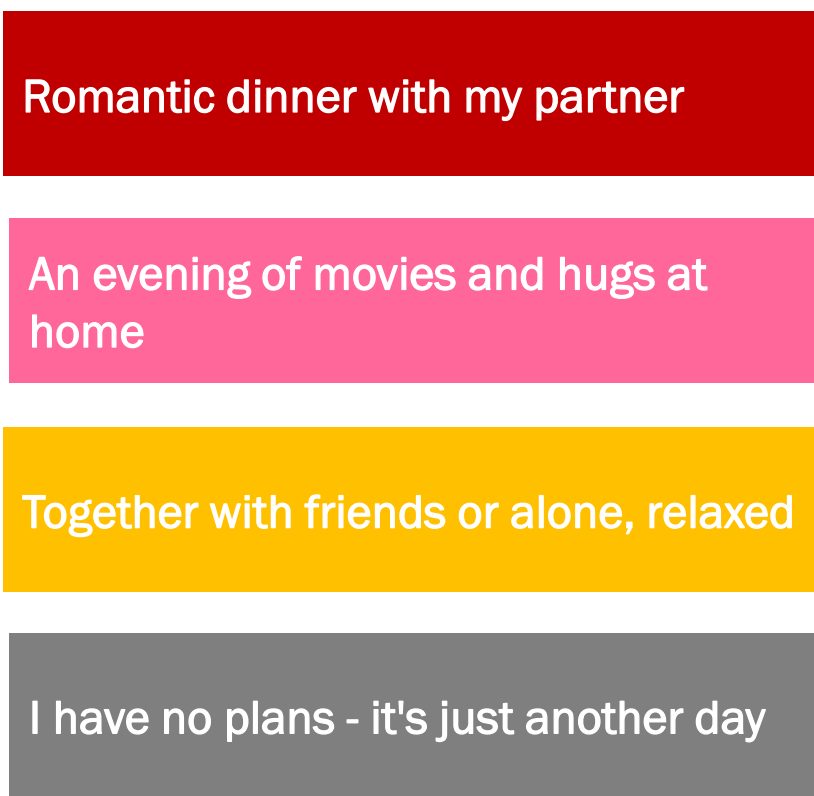 Romantic dinner with my partner
An evening of movies and hugs at
home
Together with friends or alone, relaxed
I have no plans - it's just another day